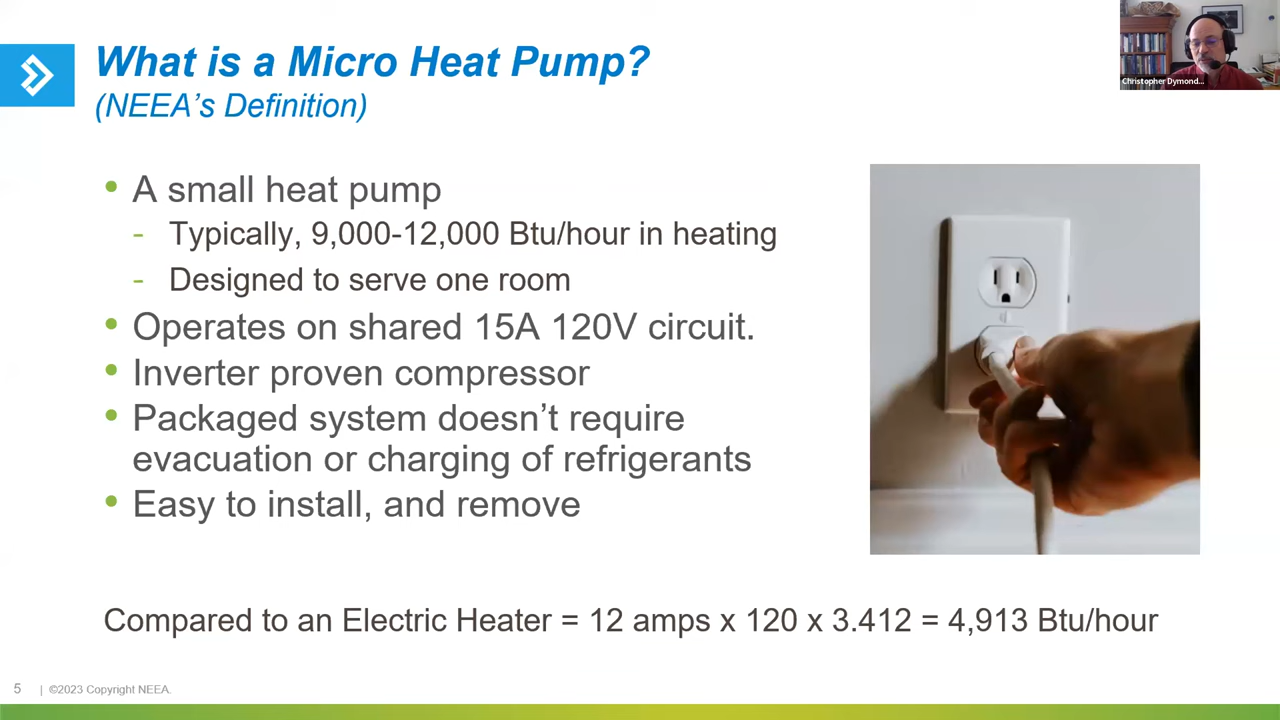 What is a Micro Heat Pump?
(NEEA's Definition)
Christopher Dymond...
• A small heat pump
- Typically, 9,000-12,000 Btu/hour in heating
- Designed to serve one room
• Operates on shared 15A 120V circuit.
• Inverter proven compressor
• Packaged system doesn't require
evacuation or charging of refrigerants
• Easy to install, and remove
Compared to an Electric Heater = 12 amps x 120 x 3.412 = 4,913 Btu/hour
5 | ©2023 Copyright NEEA.